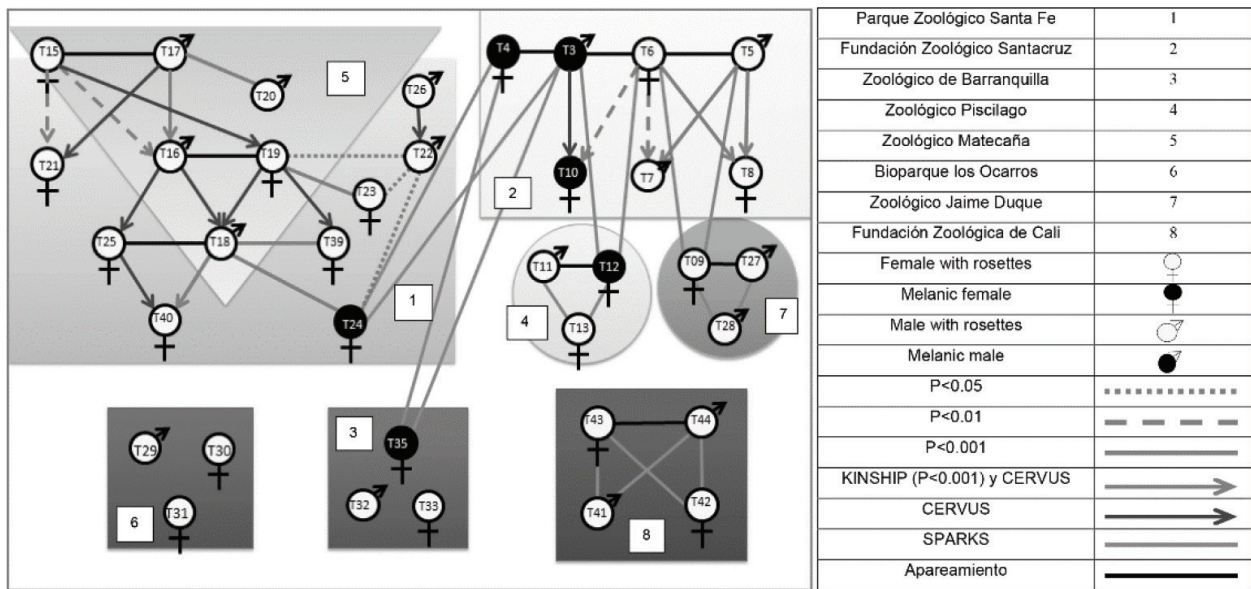 T15
T17
T20
5
T26
T21
T16
T19
T22
T23
T25
T18
T39
T40
T24
1
T4
T3
T6
T5
T10
T7
T8
2
T11
T12
T13
4
T09
T27
T28
7
T29
T30
T31
6
3
T35
T32
T33
T43
T44
T41
T42
8
Parque Zoológico Santa Fe 1
Fundación Zoológico Santacruz 2
Zoológico de Barranquilla 3
Zoológico Piscilago 4
Zoológico Matecaña 5
Bioparque los Ocarros 6
Zoológico Jaime Duque 7
Fundación Zoológica de Cali 8
Female with rosettes
Melanic female
Male with rosettes
Melanic male
P<0.05
P<0.01
P<0.001
KINSHIP (P<0.001) y CERVUS
CERVUS
SPARKS
Apareamiento